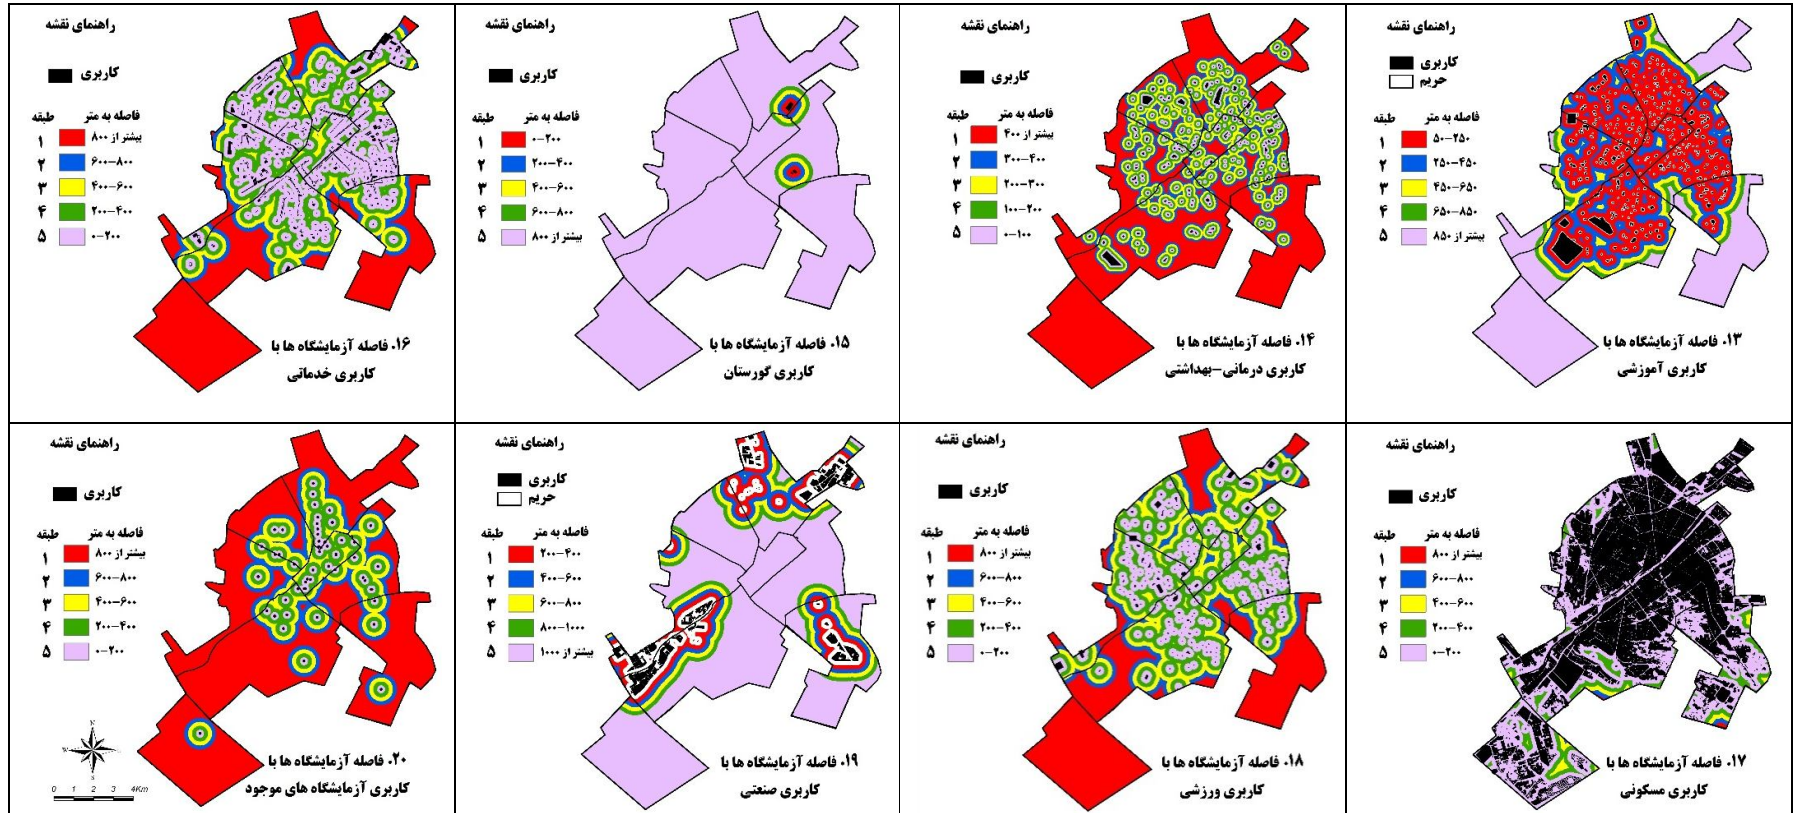 راهنمای نقشه
کاربری
حریم
طبقه فاصله به متر
۱ ۵۰-۲۵۰
۲ ۲۵۰-۴۵۰
۳ ۴۵۰-۶۵۰
۴ ۶۵۰-۸۵۰
۵ بیشتر از ۸۵۰
۱۳. فاصله آزمایشگاه ها با
کاربری آموزشی
راهنمای نقشه
کاربری
طبقه فاصله به متر
۱ بیشتر از ۴۰۰
۲ ۳۰۰-۴۰۰
۳ ۲۰۰-۳۰۰
۴ ۱۰۰-۲۰۰
۵ ۰-۱۰۰
۱۴. فاصله آزمایشگاه ها با
کاربری درمانی-بهداشتی
راهنمای نقشه
کاربری
طبقه فاصله به متر
۱ ۰-۲۰۰
۲ ۲۰۰-۴۰۰
۳ ۴۰۰-۶۰۰
۴ ۶۰۰-۸۰۰
۵ بیشتر از ۸۰۰
۱۵. فاصله آزمایشگاه ها با
کاربری گورستان
راهنمای نقشه
کاربری
طبقه فاصله به متر
۱ بیشتر از ۸۰۰
۲ ۶۰۰-۸۰۰
۳ ۴۰۰-۶۰۰
۴ ۲۰۰-۴۰۰
۵ ۰-۲۰۰
۱۶. فاصله آزمایشگاه ها با
کاربری خدماتی
راهنمای نقشه
کاربری
طبقه فاصله به متر
۱ بیشتر از ۸۰۰
۲ ۶۰۰-۸۰۰
۳ ۴۰۰-۶۰۰
۴ ۲۰۰-۴۰۰
۵ ۰-۲۰۰
۱۷. فاصله آزمایشگاه ها با
کاربری مسکونی
راهنمای نقشه
کاربری
طبقه فاصله به متر
۱ بیشتر از ۸۰۰
۲ ۶۰۰-۸۰۰
۳ ۴۰۰-۶۰۰
۴ ۲۰۰-۴۰۰
۵ ۰-۲۰۰
۱۸. فاصله آزمایشگاه ها با
کاربری ورزشی
راهنمای نقشه
کاربری
حریم
طبقه فاصله به متر
۱ ۲۰۰-۴۰۰
۲ ۴۰۰-۶۰۰
۳ ۶۰۰-۸۰۰
۴ ۸۰۰-۱۰۰۰
۵ بیشتر از ۱۰۰۰
۱۹. فاصله آزمایشگاه ها با
کاربری صنعتی
راهنمای نقشه
کاربری
طبقه فاصله به متر
۱ بیشتر از ۸۰۰
۲ ۶۰۰-۸۰۰
۳ ۴۰۰-۶۰۰
۴ ۲۰۰-۴۰۰
۵ ۰-۲۰۰
N
W E
S
0 1 2 3 4Km
۲۰. فاصله آزمایشگاه ها با
کاربری آزمایشگاه های موجود